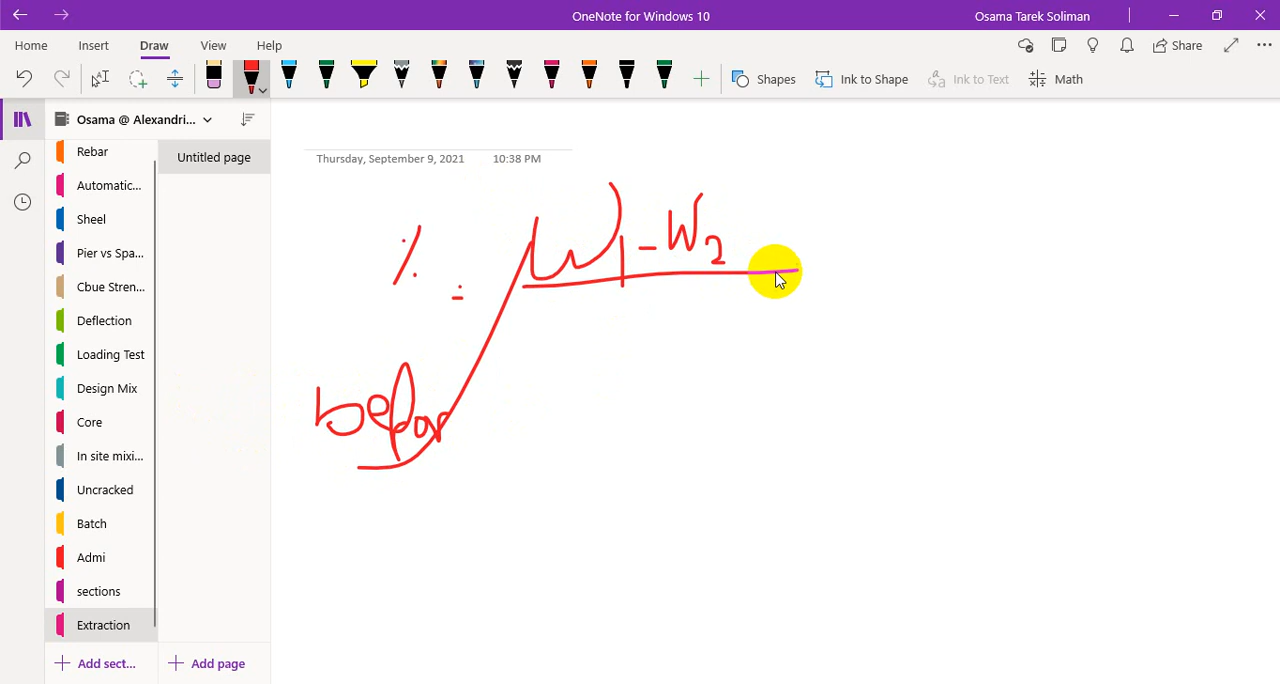 OneNote for Windows 10
Osama Tarek Soliman
Home Insert Draw View Help
Share
Shapes Ink to Shape Ink to Text Math
Osama @ Alexandri...
Rebar
Automatic...
Sheel
Pier vs Spa...
Cbue Stren...
Deflection
Loading Test
Design Mix
Core
In site mixi...
Uncracked
Batch
Admi
sections
Extraction
Add sect...
Untitled page
Add page
Thursday, September 9, 2021 10:38 PM
% = W1 - W2
befor